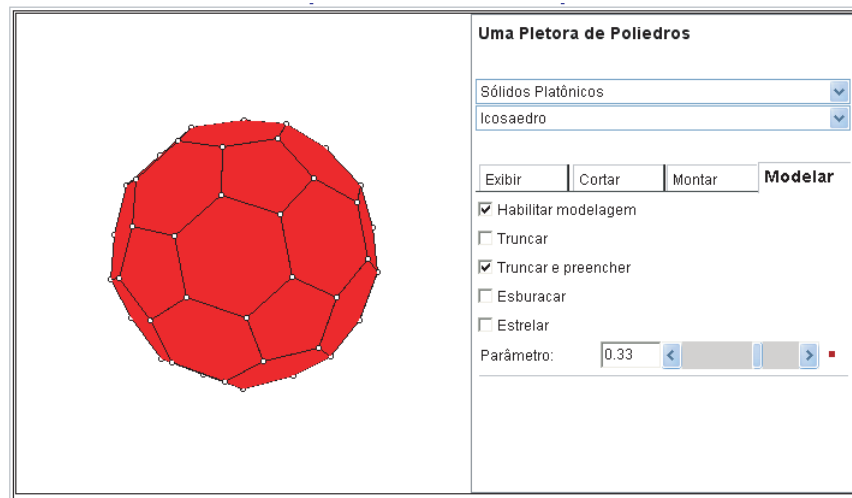 Uma Pletora de Poliedros
Sólidos Platônicos
Icosaedro
Exibir Cortar Montar Modelar
Habilitar modelagem
Truncar
Truncar e preencher
Esburacar
Estrelar
Parâmetro: 0.33